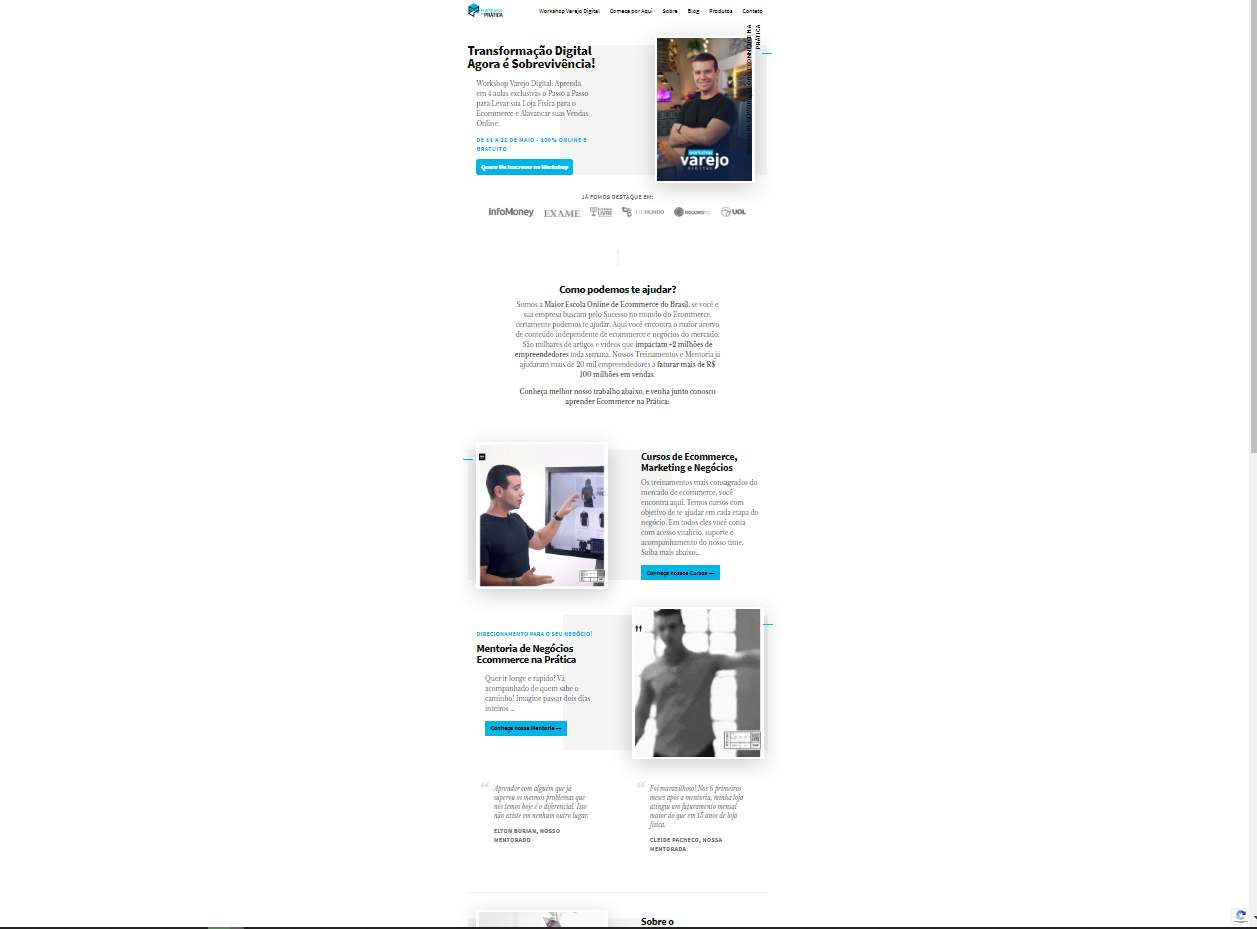 PRÁTICA
Workshop Varejo Digital
Comece por Aqui
Sobre
Blog
Produtos
Contato
Transformação Digital
Agora é Sobrevivência!
Workshop Varejo Digital: Aprenda
em 4 aulas exclusivas o Passo a Passo
para Levar sua Loja Física para o
Ecommerce e Alavancar suas Vendas
Online.
DE 11 A 22 DE MAIO - 100% ONLINE E
GRATUITO
Quero Me Inscrever no Workshop
PRÁTICA
workshop
varejo
DIGITAL
JÁ FOMOS DESTAQUE EM:
InfoMoney
EXAME
LIVRE
TECMUNDO
RECORDTV
UOL
Como podemos te ajudar?
Somos a Maior Escola Online de Ecommerce do Brasil, se você e
sua empresa buscam pelo Sucesso no mundo do Ecommerce,
certamente podemos te ajudar. Aqui você encontra o maior acervo
de conteúdo independente de ecommerce e negócios do mercado.
São milhares de artigos e vídeos que impactam +2 milhões de
empreendedores toda semana. Nossos Treinamentos e Mentoria já
ajudaram mais de 20 mil empreendedores a faturar mais de R$
100 milhões em vendas.
Conheça melhor nosso trabalho abaixo, e venha junto conosco
aprender Ecommerce na Prática:
Cursos de Ecommerce,
Marketing e Negócios
Os treinamentos mais consagrados do
mercado de ecommerce, você
encontra aqui. Temos cursos com
objetivo de te ajudar em cada etapa do
negócio. Em todos eles você conta
com acesso vitalício, suporte e
acompanhamento do nosso time.
Saiba mais abaixo...
Conheça nossos Cursos →
DIRECIONAMENTO PARA O SEU NEGÓCIO!
Mentoria de Negócios
Ecommerce na Prática
Quer ir longe e rápido? Vá
acompanhado de quem sabe o
caminho! Imagine passar dois dias
inteiros ...
Conheça nossa Mentoria →
Aprender com alguém que já
superou os mesmos problemas que
nós temos hoje é o diferencial. Isso
não existe em nenhum outro lugar.
ELTON BURIAN, NOSSO
MENTORADO
Foi maravilhoso! Nos 6 primeiros
meses após a mentoria, minha loja
atingiu um faturamento mensal
maior do que em 15 anos de loja
física.
CLEIDE PACHECO, NOSSA
MENTORADA
Sobre o